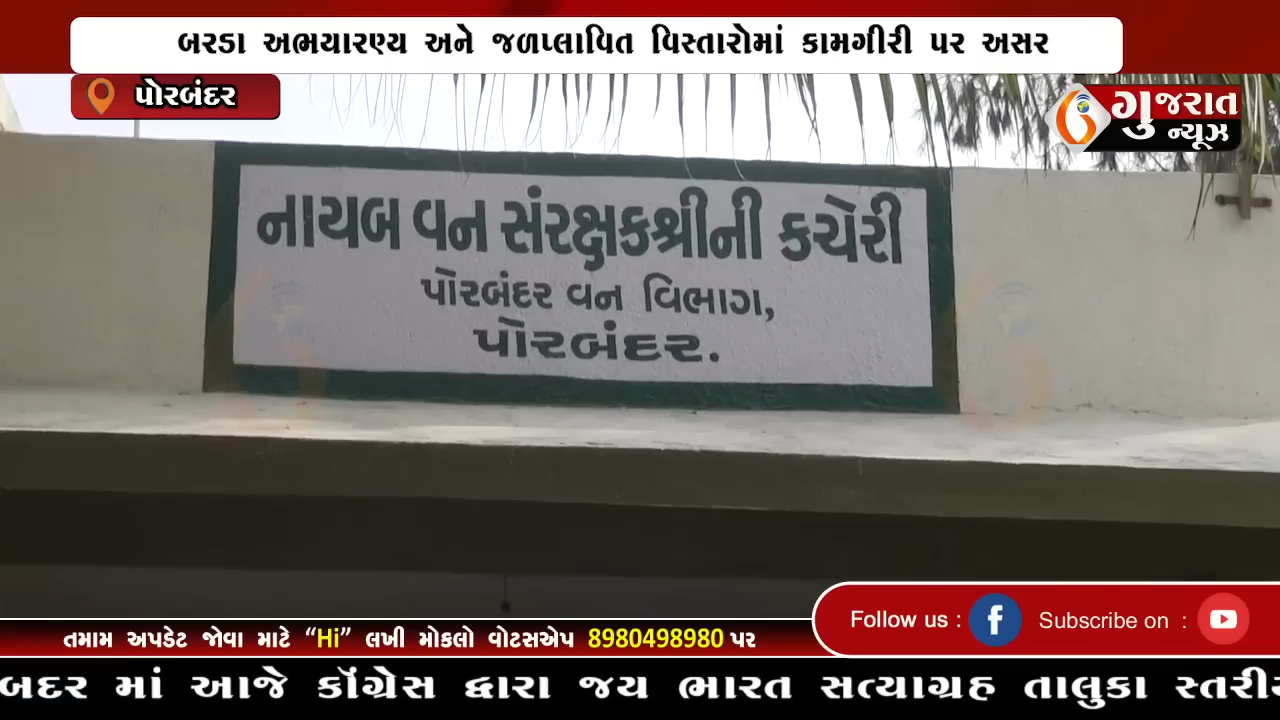 બરડા અભયારણ્ય અને જળપ્લાવિત વિસ્તારોમાં કામગીરી પર અસર
પોરબંદર
ગુજરાત
ન્યૂઝ
નાયબ વન સંરક્ષકશ્રીની કચેરી
પોરબંદર વન વિભાગ,
પોરબંદર.
Follow us :
Subscribe on :
તમામ અપડેટ જોવા માટે “Hi” લખી મોકલો વોટસએપ 8980498980 પર
માં આજે કોંગ્રેસ દ્વારા જય ભારત સત્યાગ્રહ તાલુકા